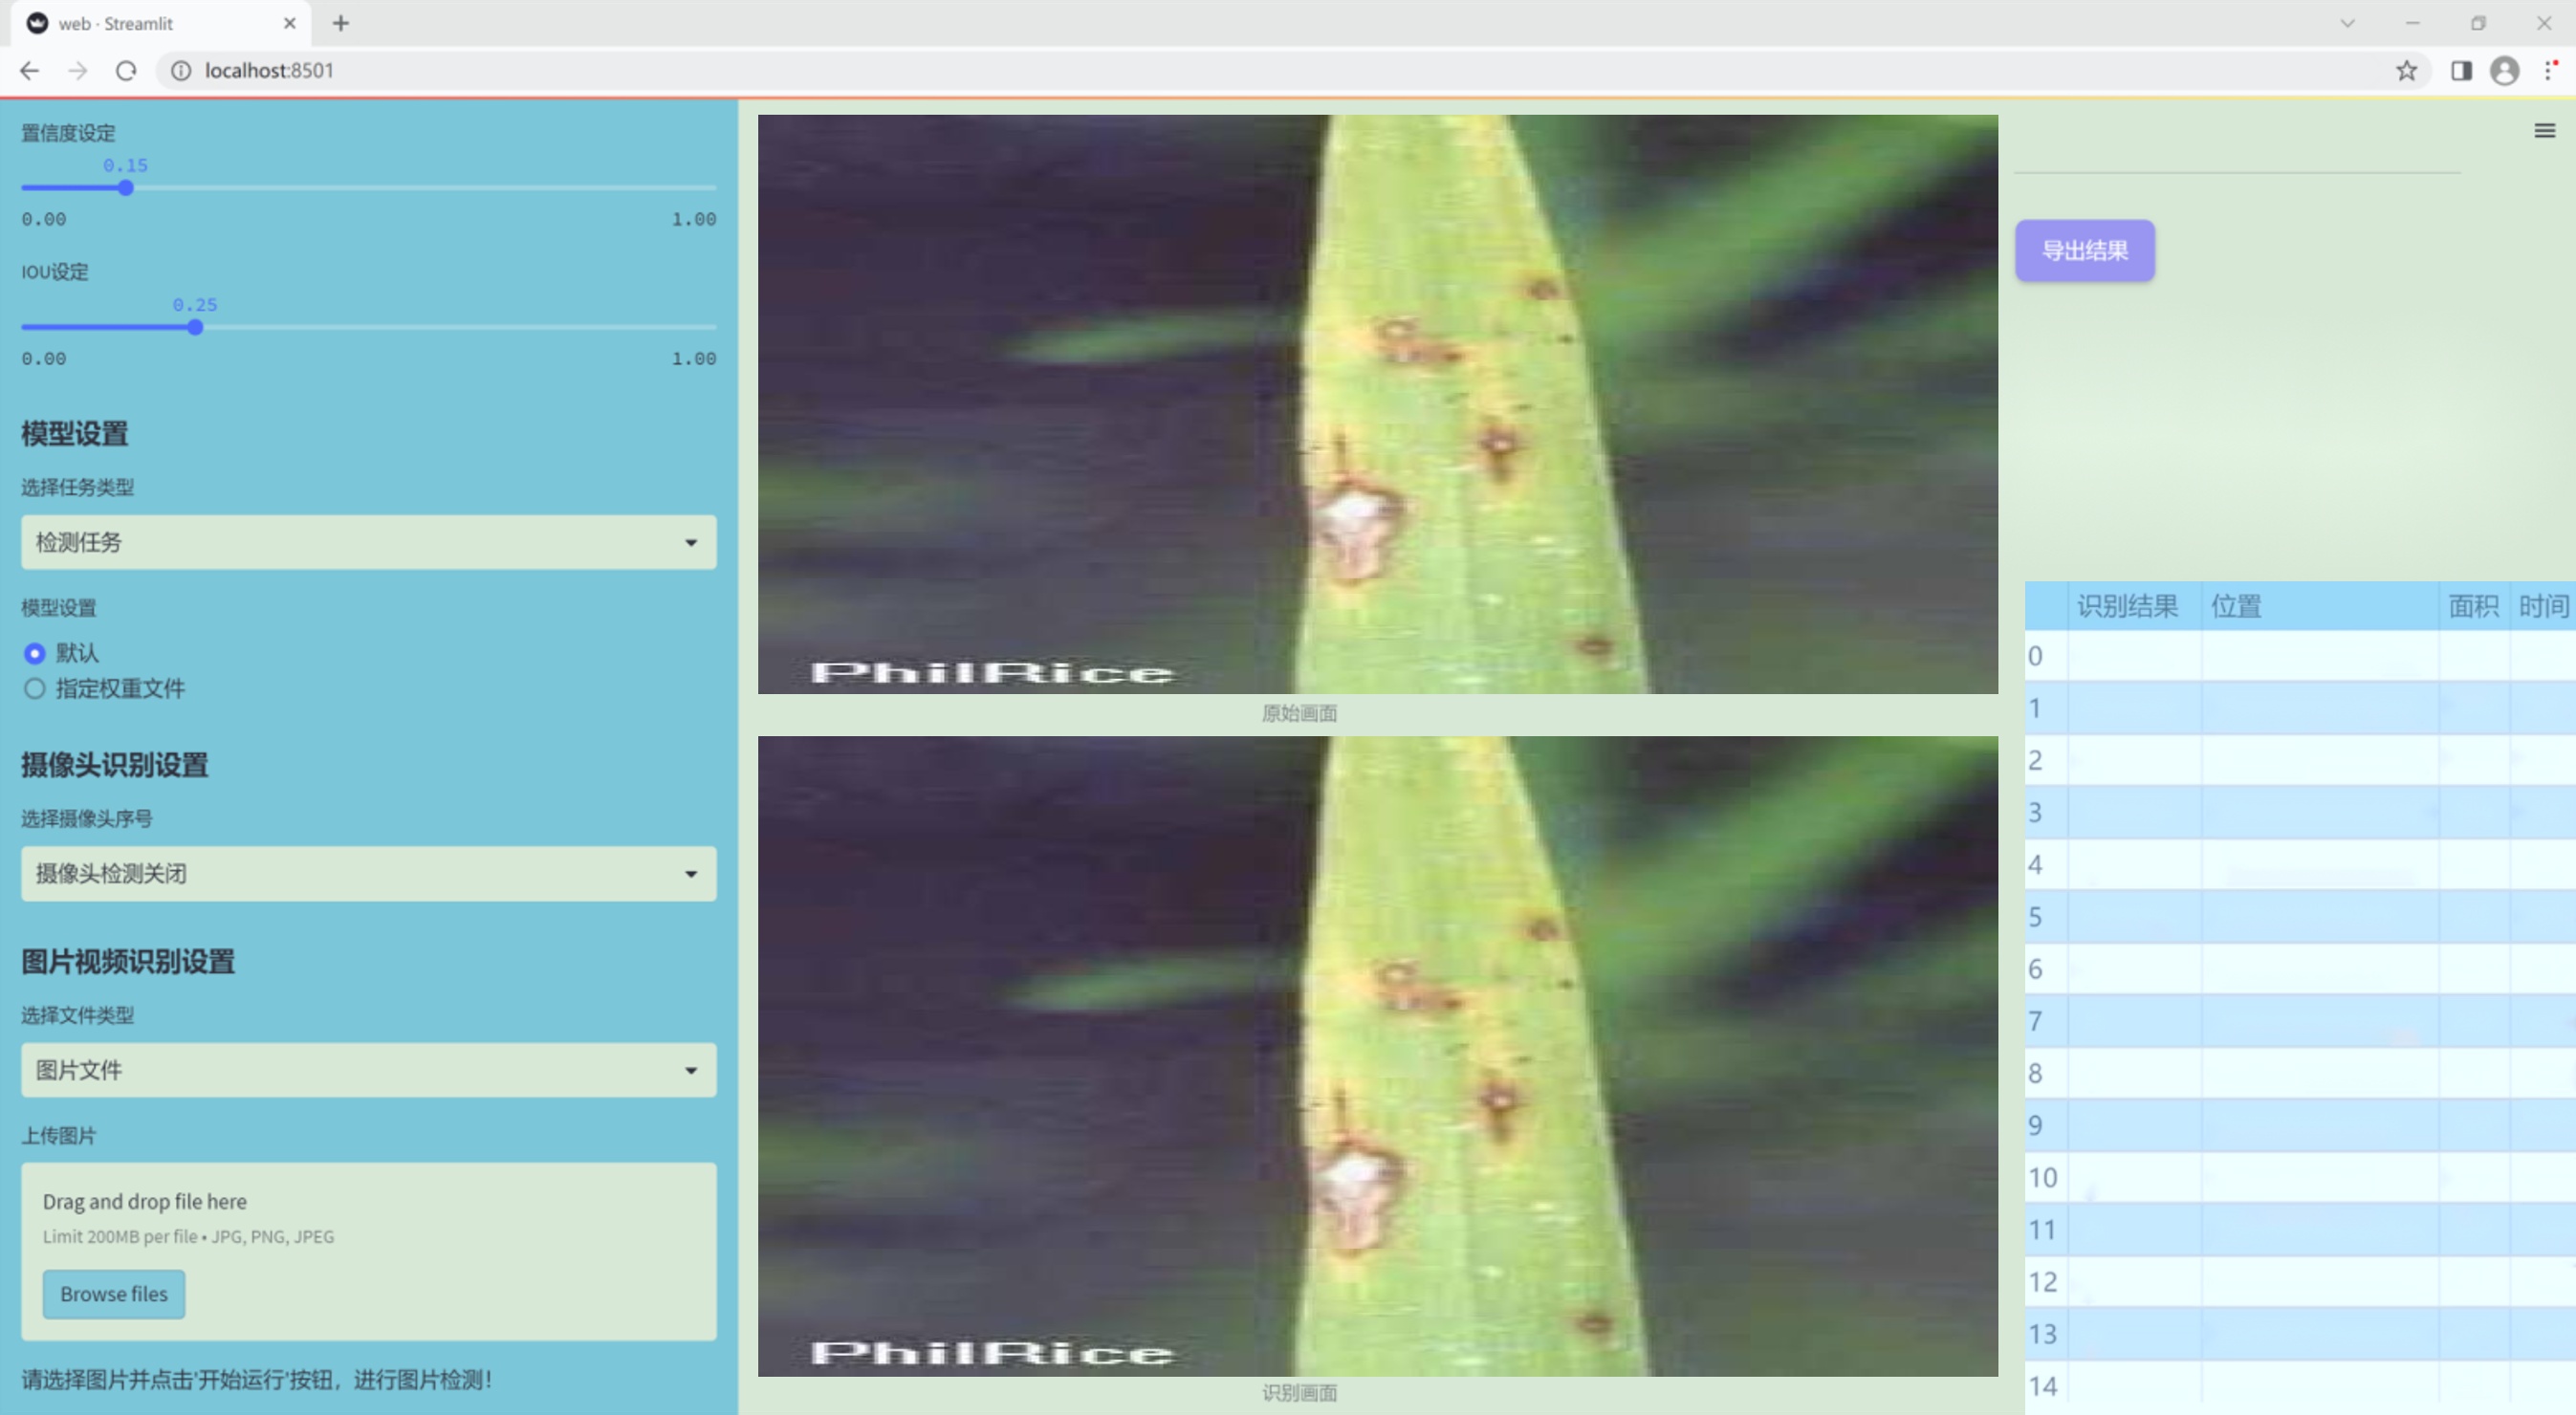 web · Streamlit
localhost:8501
置信度设定
0.15
0.00 1.00
IOU设定
0.25
0.00 1.00
模型设置
选择任务类型
检测任务
模型设置
默认
指定权重文件
摄像头识别设置
选择摄像头序号
摄像头检测关闭
图片视频识别设置
选择文件类型
图片文件
上传图片
Drag and drop file here
Limit 200MB per file • JPG, PNG, JPEG
Browse files
请选择图片并点击'开始运行'按钮，进行图片检测!
PhilRice
原始画面
PhilRice
识别画面
导出结果
识别结果 位置 面积 时间
0
1
2
3
4
5
6
7
8
9
10
11
12
13
14